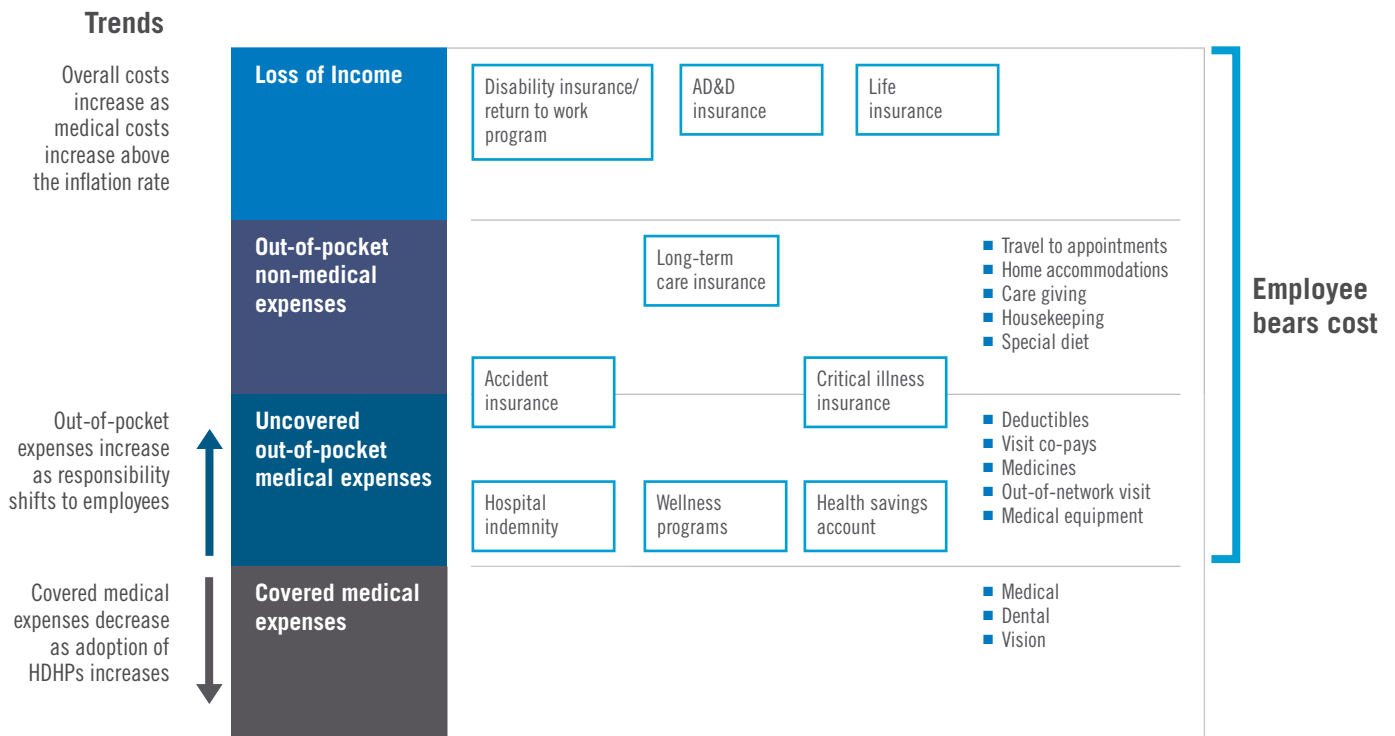 Trends
Overall costs
increase as
medical costs
increase above
the inflation rate
Loss of Income
Disability insurance/
return to work
program
AD&D
insurance
Life
insurance
Out-of-pocket
non-medical
expenses
Long-term
care insurance
Travel to appointments
Home accommodations
Care giving
Housekeeping
Special diet
Employee
bears cost
Accident
insurance
Critical illness
insurance
Out-of-pocket
expenses increase
as responsibility
shifts to employees
Uncovered
out-of-pocket
medical expenses
Hospital
indemnity
Wellness
programs
Health savings
account
Deductibles
Visit co-pays
Medicines
Out-of-network visit
Medical equipment
Covered medical
expenses decrease
as adoption of
HDHPs increases
Covered medical
expenses
Medical
Dental
Vision